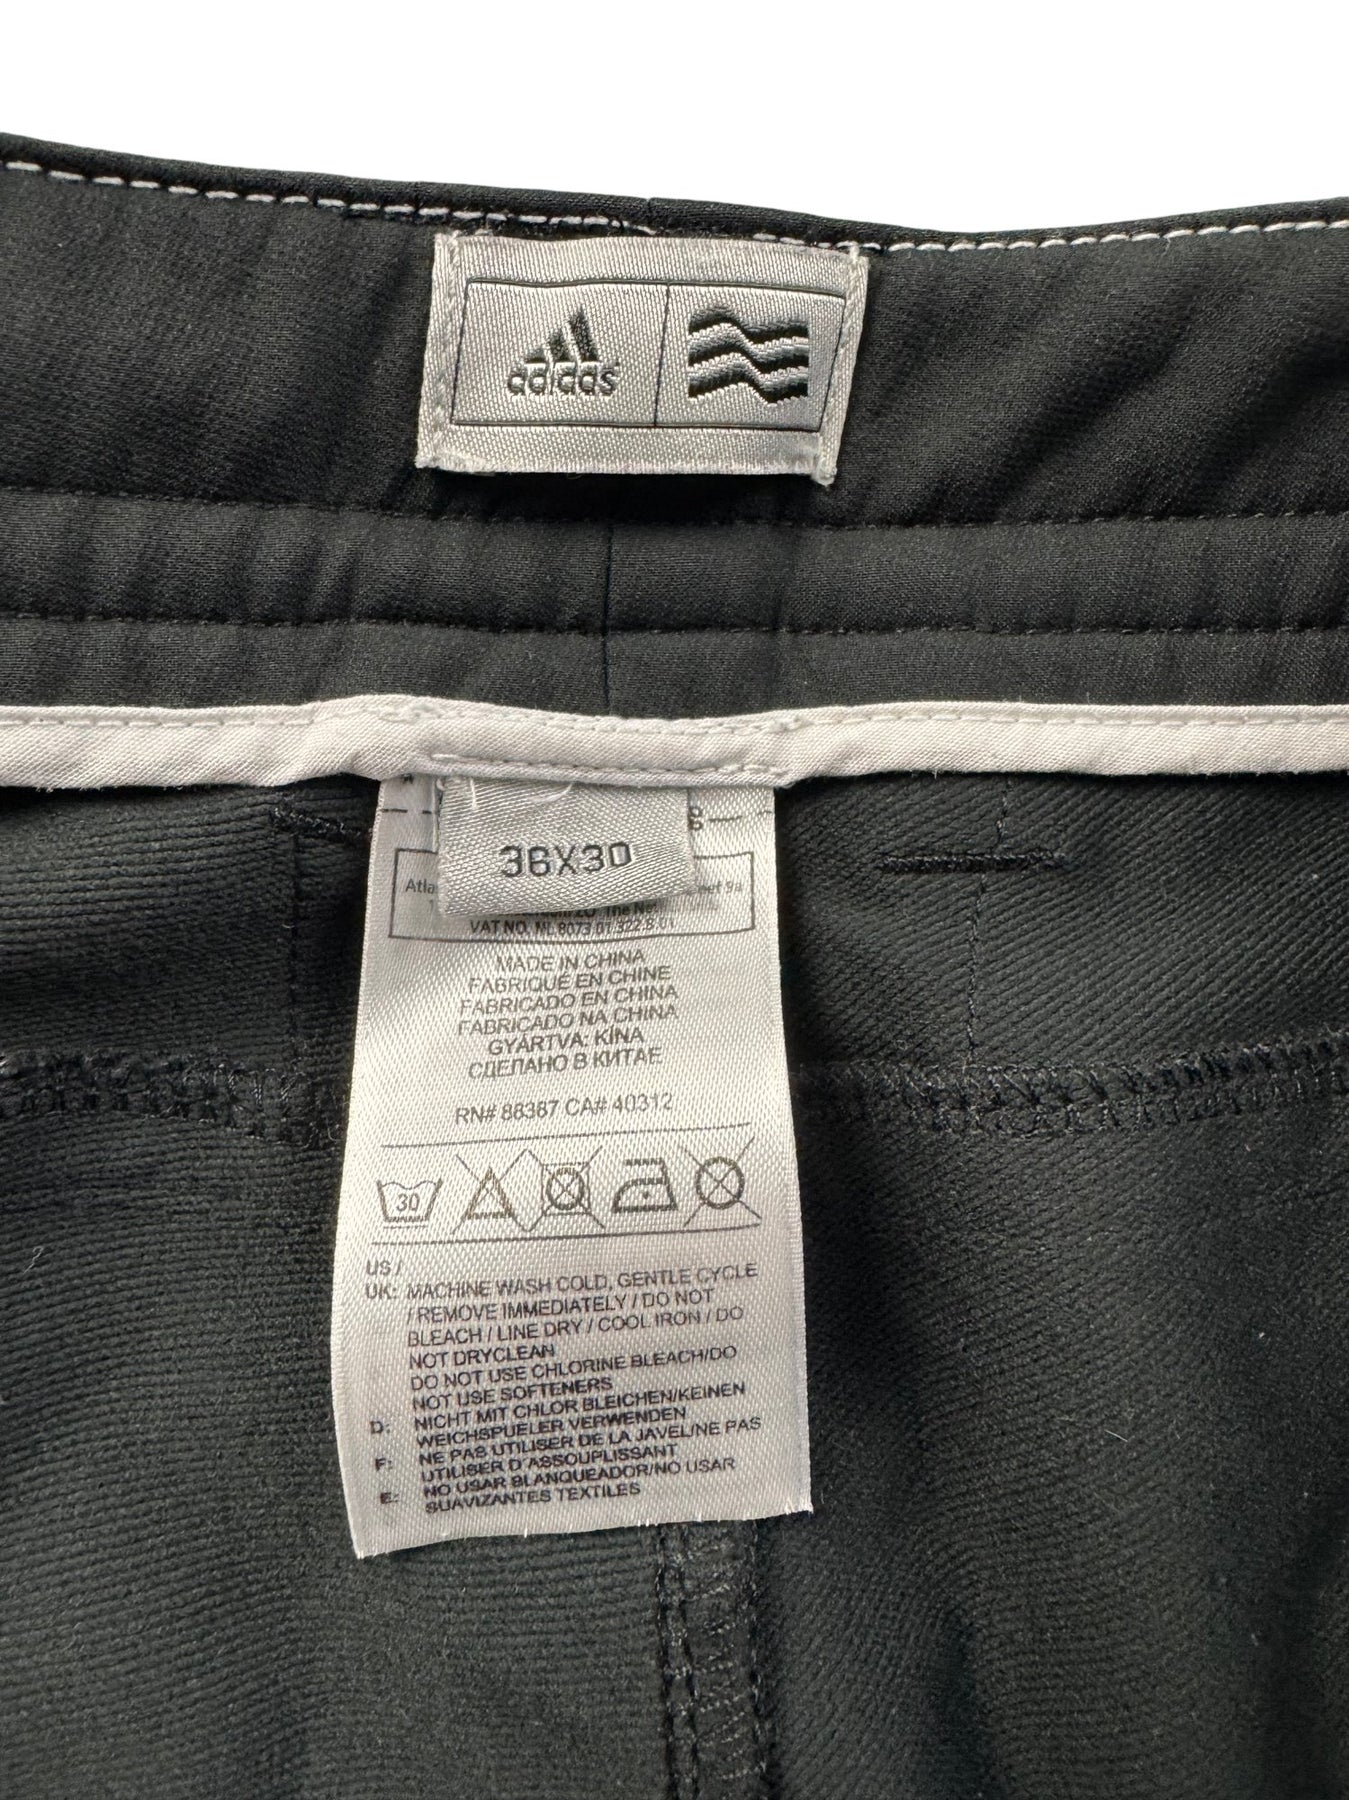 adidas
36X30
VAT NO. NL 8073 01 322 B 01
MADE IN CHINA
FABRIQUÉ EN CHINE
FABRICADO EN CHINA
FABRICADO NA CHINA
GYÁRTVA: KÍNA
СДЕЛАНО В КИТАЕ
RN# 88387 CA# 40312
30
US /
UK: MACHINE WASH COLD, GENTLE CYCLE
/ REMOVE IMMEDIATELY / DO NOT
BLEACH / LINE DRY / COOL IRON / DO
NOT DRYCLEAN
DO NOT USE CHLORINE BLEACH/DO
NOT USE SOFTENERS
D: NICHT MIT CHLOR BLEICHEN/KEINEN
WEICHSPUELER VERWENDEN
F: NE PAS UTILISER DE LA JAVEL/NE PAS
UTILISER D'ASSOUPLISSANT
E: NO USAR BLANQUEADOR/NO USAR
SUAVIZANTES TEXTILES